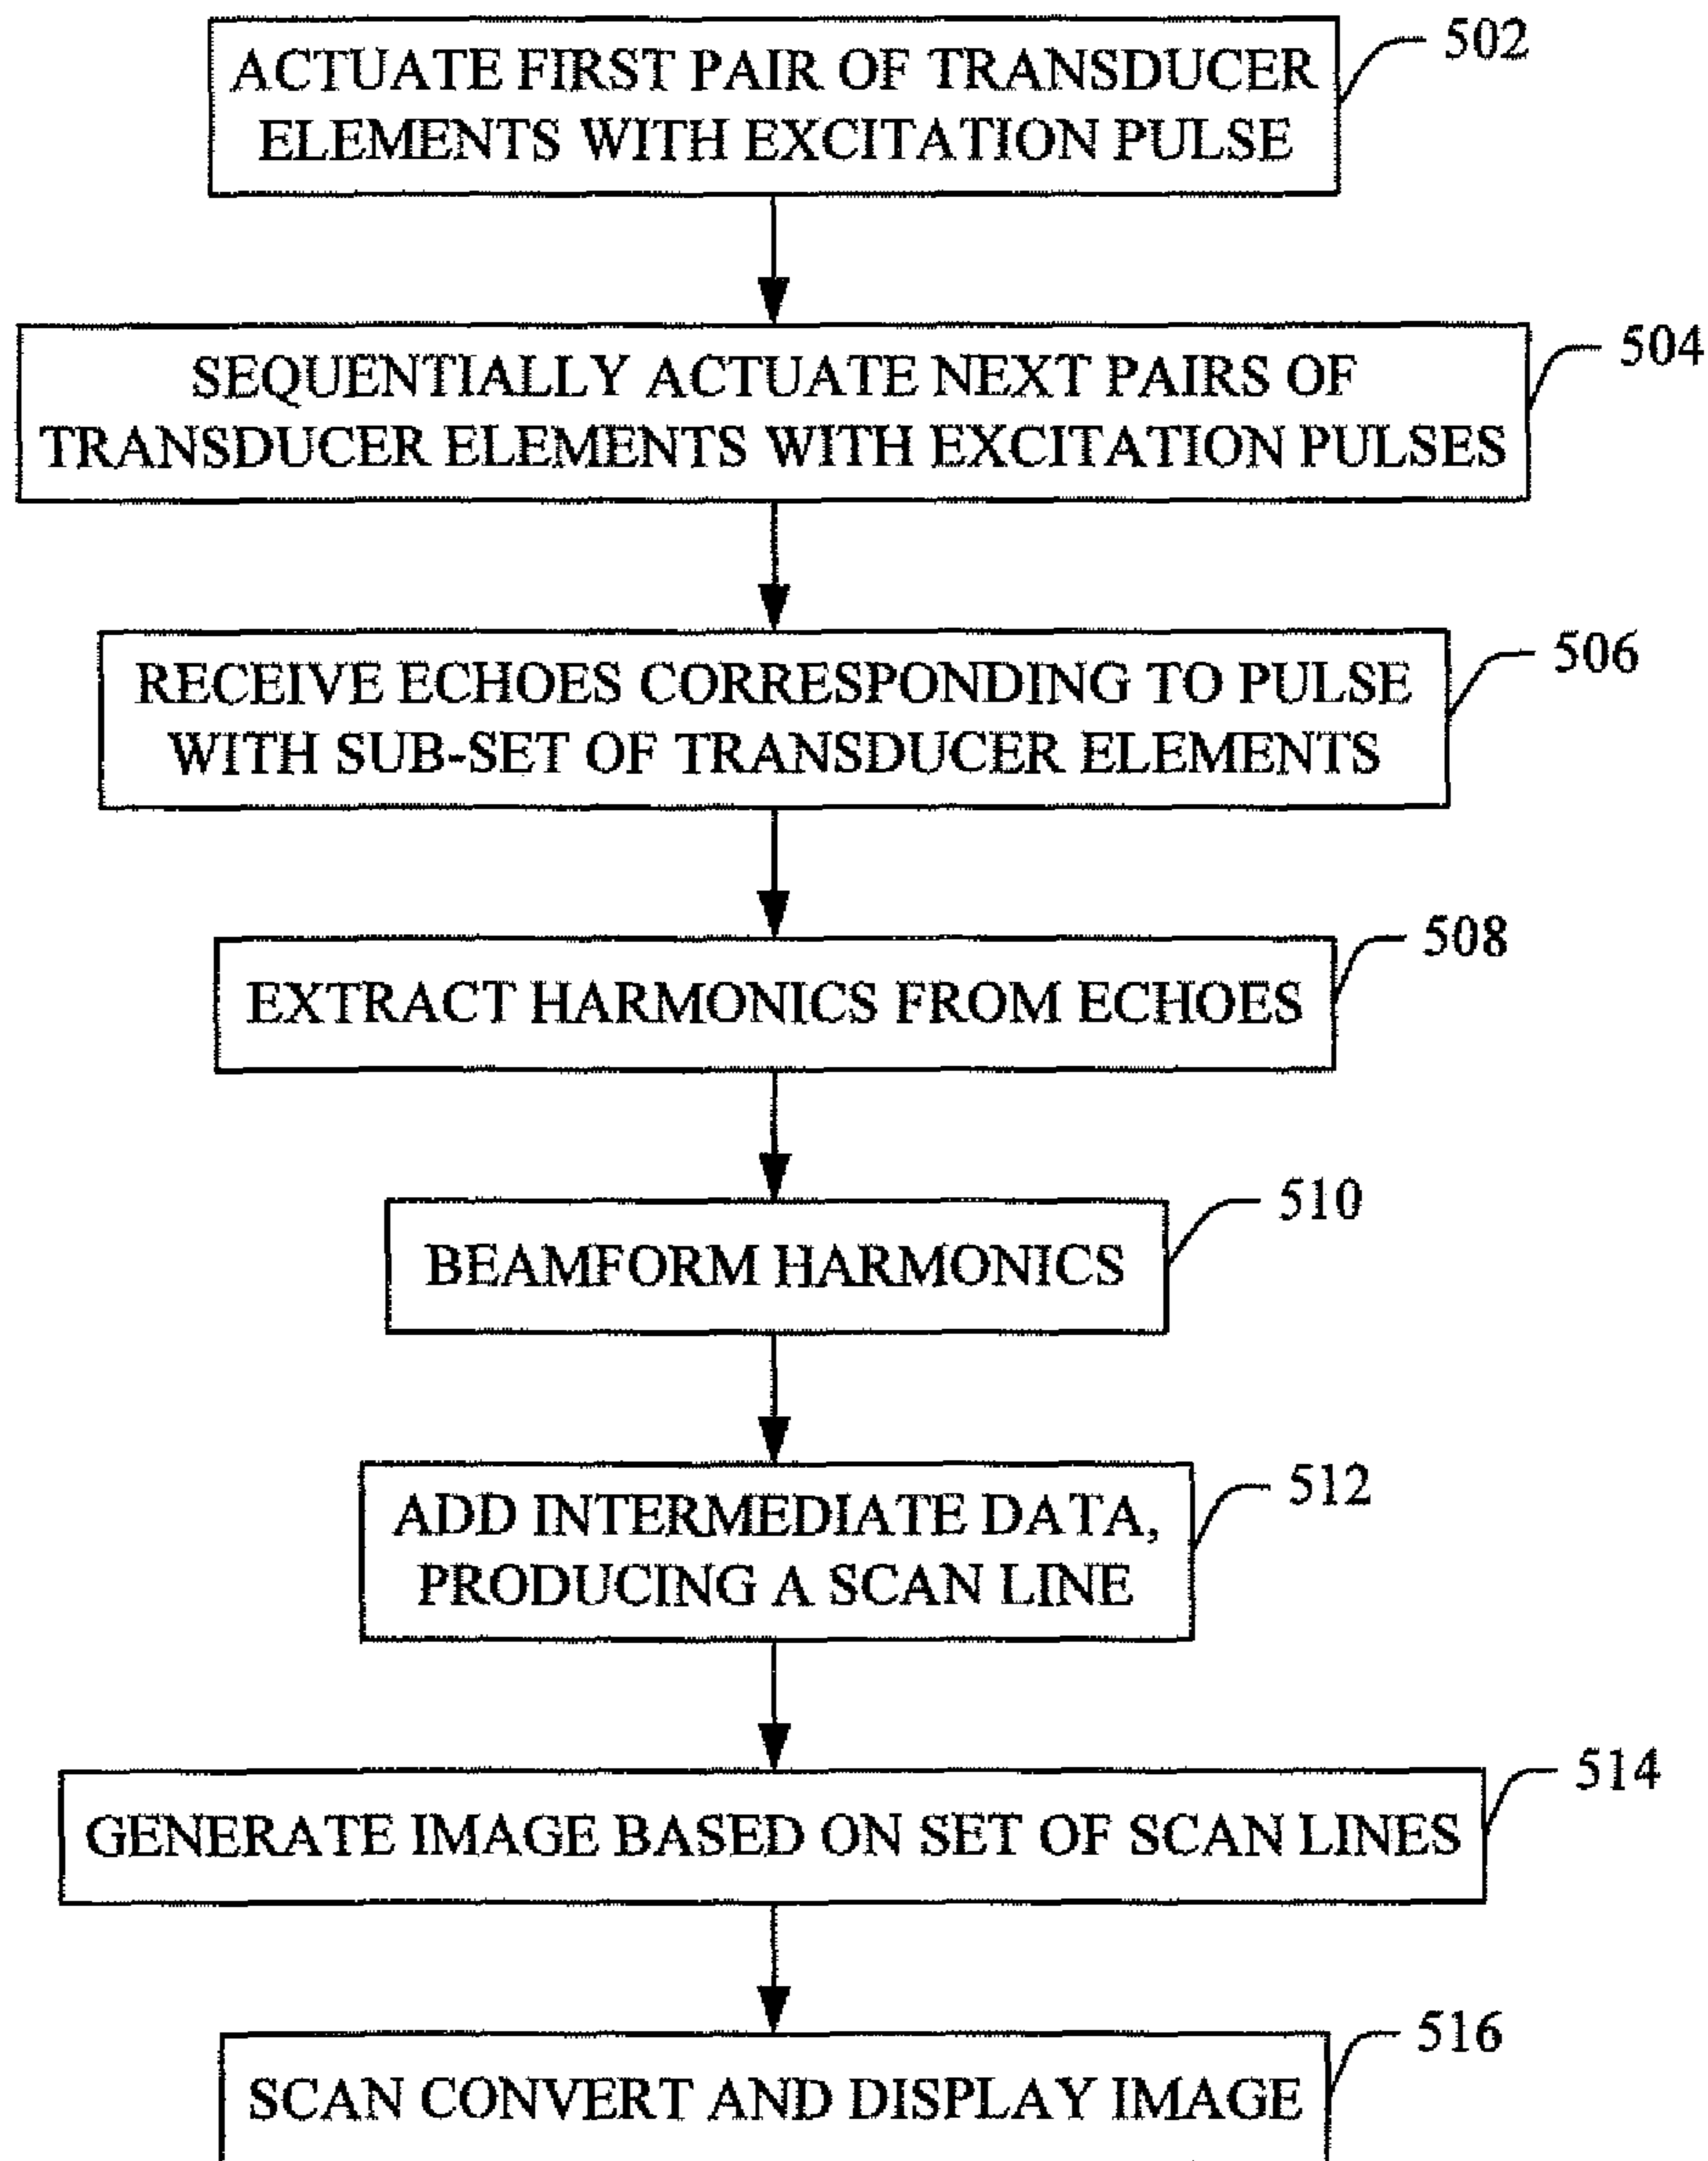 ACTUATE FIRST PAIR OF TRANSDUCER
ELEMENTS WITH EXCITATION PULSE
502
SEQUENTIALLY ACTUATE NEXT PAIRS OF
TRANSDUCER ELEMENTS WITH EXCITATION PULSES
504
RECEIVE ECHOES CORRESPONDING TO PULSE
WITH SUB-SET OF TRANSDUCER ELEMENTS
506
EXTRACT HARMONICS FROM ECHOES
508
BEAMFORM HARMONICS
510
ADD INTERMEDIATE DATA,
PRODUCING A SCAN LINE
512
GENERATE IMAGE BASED ON SET OF SCAN LINES
514
SCAN CONVERT AND DISPLAY IMAGE
516